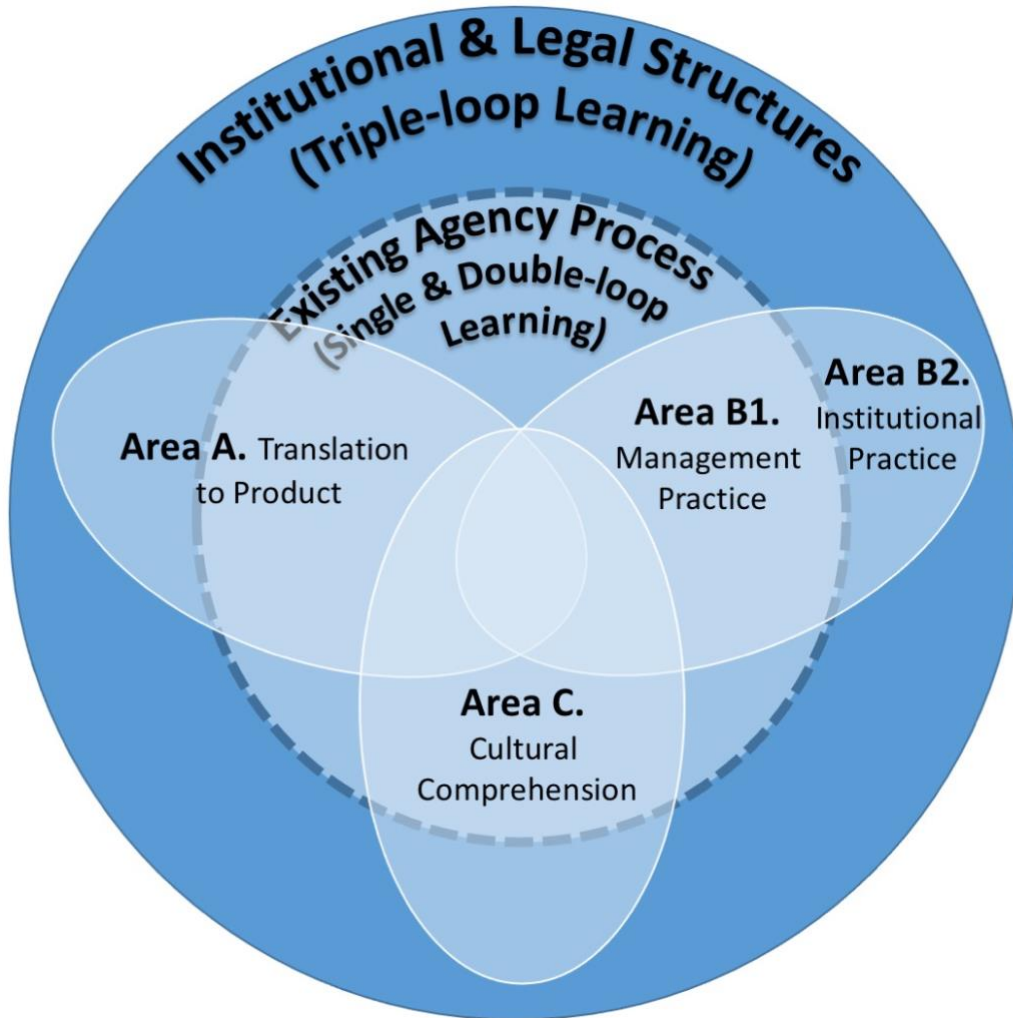 Institutional & Legal Structures
(Triple-loop Learning)
Existing Agency Process
(Single & Double-loop
Learning)
Area A. Translation
to Product
Area B1.
Management
Practice
Area B2.
Institutional
Practice
Area C.
Cultural
Comprehension